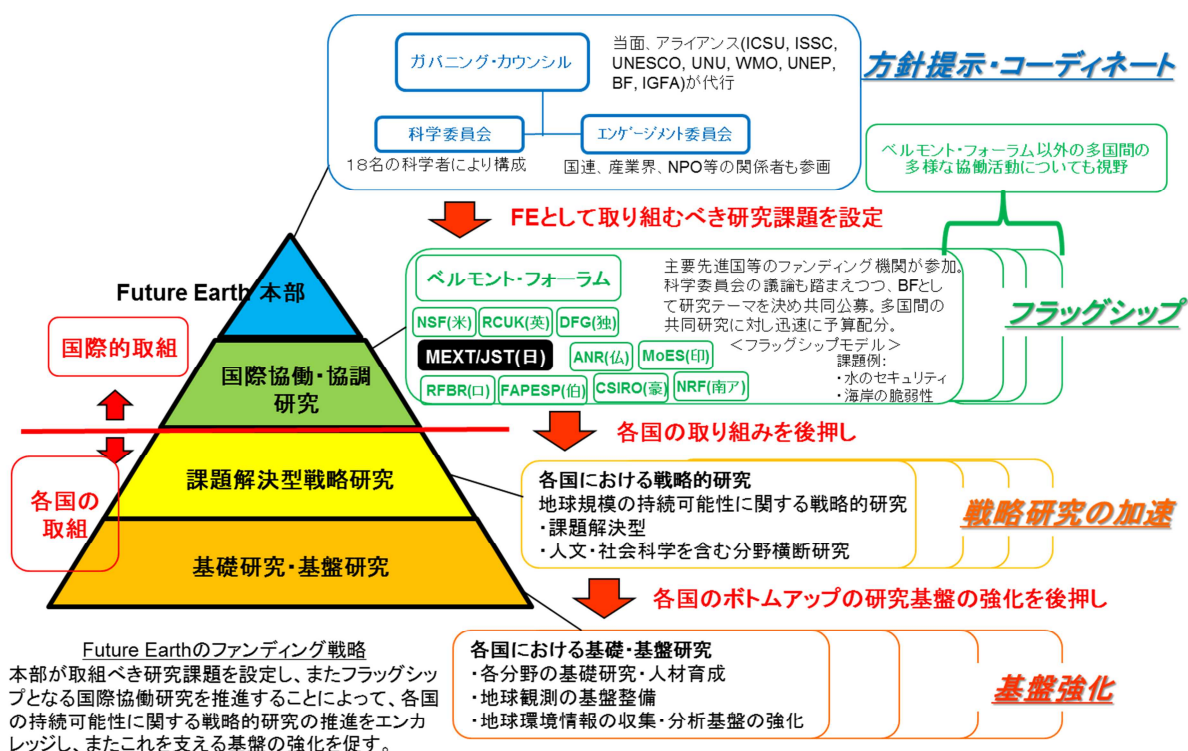 ガバニング・カウンシル
当面、アライアンス(ICSU, ISSC,
UNESCO, UNU, WMO, UNEP,
BF, IGFA)が代行
方針提示・コーディネート
科学委員会
18名の科学者により構成
エンゲージメント委員会
国連、産業界、NPO等の関係者も参画
ベルモント・フォーラム以外の多国間の
多様な協働活動についても視野
FEとして取り組むべき研究課題を設定
Future Earth 本部
国際的取組
国際協働・協調
研究
ベルモント・フォーラム
主要先進国等のファンディング機関が参加。
科学委員会の議論も踏まえつつ、BFとし
て研究テーマを決め共同公募。多国間の
共同研究に対し迅速に予算配分。
<フラッグシップモデル>
課題例:
・水のセキュリティ
・海岸の脆弱性
NSF(米)
RCUK(英)
DFG(独)
MEXT/JST(日)
ANR(仏)
MoES(印)
RFBR(ロ)
FAPESP(伯)
CSIRO(豪)
NRF(南ア)
フラッグシップ
各国の取り組みを後押し
各国の
取組
課題解決型戦略研究
各国における戦略的研究
地球規模の持続可能性に関する戦略的研究
・課題解決型
・人文・社会科学を含む分野横断研究
戦略研究の加速
基礎研究・基盤研究
各国のボトムアップの研究基盤の強化を後押し
各国における基礎・基盤研究
・各分野の基礎研究・人材育成
・地球観測の基盤整備
・地球環境情報の収集・分析基盤の強化
基盤強化
Future Earthのファンディング戦略
本部が取組べき研究課題を設定し、またフラッグシッ
プとなる国際協働研究を推進することによって、各国
の持続可能性に関する戦略的研究の推進をエンカ
レッジし、またこれを支える基盤の強化を促す。